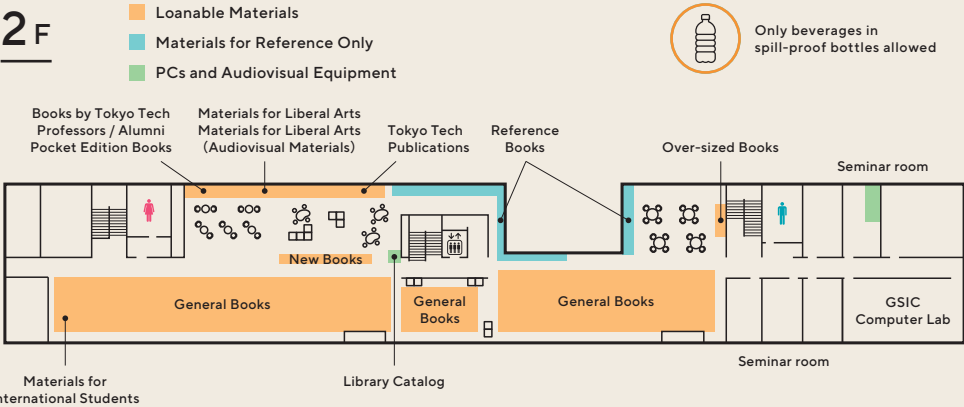 2 F
Loanable Materials
Materials for Reference Only
PCs and Audiovisual Equipment
Only beverages in
spill-proof bottles allowed
Books by Tokyo Tech
Professors / Alumni
Pocket Edition Books
Materials for Liberal Arts
Materials for Liberal Arts
(Audiovisual Materials)
Tokyo Tech
Publications
Reference
Books
Over-sized Books
Seminar room
New Books
General Books
General
Books
General Books
GSIC
Computer Lab
Seminar room
Materials for
nternational Students
Library Catalog